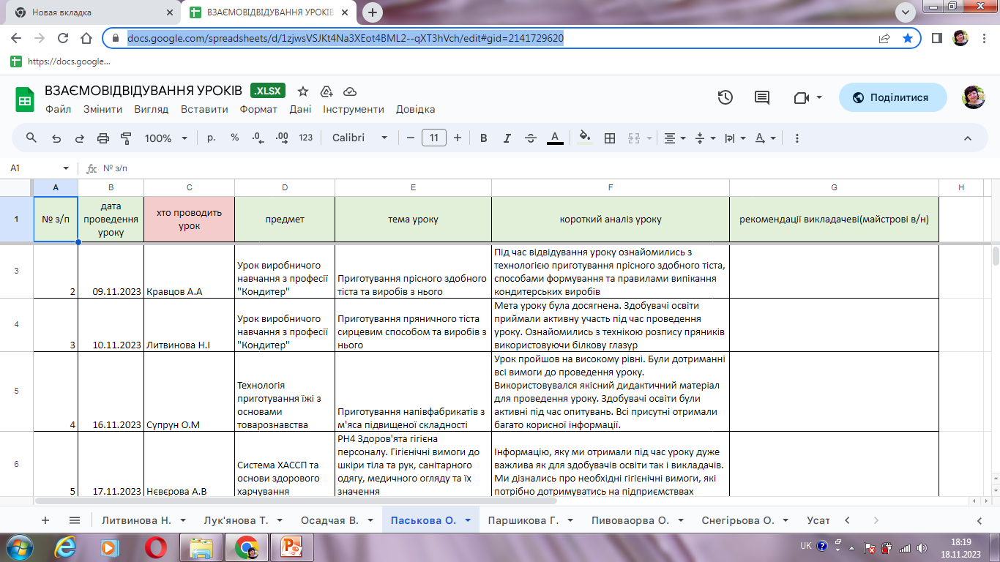 Новая вкладка
ВЗАЄМОВІДВІДУВАННЯ УРОКІВ
docs.google.com/spreadsheets/d/1zjwsVSJKt4Na3XEot4BML2--qXT3hVch/edit#gid=2141729620
https://docs.google...
ВЗАЄМОВІДВІДУВАННЯ УРОКІВ .XLSX
Файл Змінити Вигляд Вставити Формат Дані Інструменти Довідка
Поділитися
100% р. % .0 .00 123 Calibri 11 B I A
A1 fx № з/п
A B C D E F G H
1
№ з/п
дата
проведення
уроку
хто проводить
урок
предмет
тема уроку
короткий аналіз уроку
рекомендації викладачеві(майстрові в/н)
3
2
09.11.2023
Кравцов А.А
Урок виробничого
навчання з професії
"Кондитер"
Приготування прісного здобного
тіста та виробів з нього
Під час відвідування уроку ознайомились з
технологією приготування прісного здобного тіста,
способами формування та правилами випікання
кондитерських виробів
4
3
10.11.2023
Литвинова Н.І
Урок виробничого
навчання з професії
"Кондитер"
Приготування пряничного тіста
сирцевим способом та виробів з
нього
Мета уроку була досягнена. Здобувачі освіти
приймали активну участь під час проведення
уроку. Ознайомились з технікою розпису пряників
використовуючи білкову глазур
5
4
16.11.2023
Супрун О.М
Технологія
приготування їжі з
основами
товарознавства
Приготування напівфабрикатів з
м'яса підвищеної складності
Урок пройшов на високому рівні. Були дотриманні
всі вимоги до проведення уроку.
Використовувался якісний дидактичний матеріал
для проведення уроку. Здобувачі освіти були
активні під час опитувань. Всі присутні отримали
багато корисної інформації.
6
5
17.11.2023
Нєвєрова А.В
Система ХАССП та
основи здорового
харчування
РН4 Здоров'ята гігієна
персоналу. Гігієнічні вимоги до
шкіри тіла та рук, санітарного
одягу, медичного огляду та їх
значення
Інформацію, яку ми отримали під час уроку дуже
важлива як для здобувачів освіти так і викладачів.
Ми дізнались про необхідні гігієнічні вимоги, які
потрібно дотримуватись на підприємстввах
Литвинова Н. Лук'янова Т. Осадчая В. Паськова О. Паршикова Г. Пивоваорва О. Снегірьова О. Усат
UK
18:19
18.11.2023